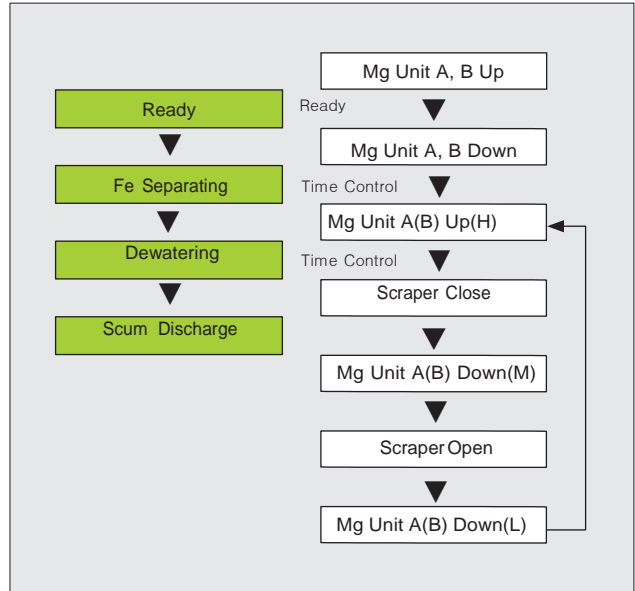 Ready
Fe Separating
Dewatering
Scum Discharge
Mg Unit A, B Up
Ready
Mg Unit A, B Down
Time Control
Mg Unit A(B) Up(H)
Time Control
Scraper Close
Mg Unit A(B) Down(M)
Scraper Open
Mg Unit A(B) Down(L)